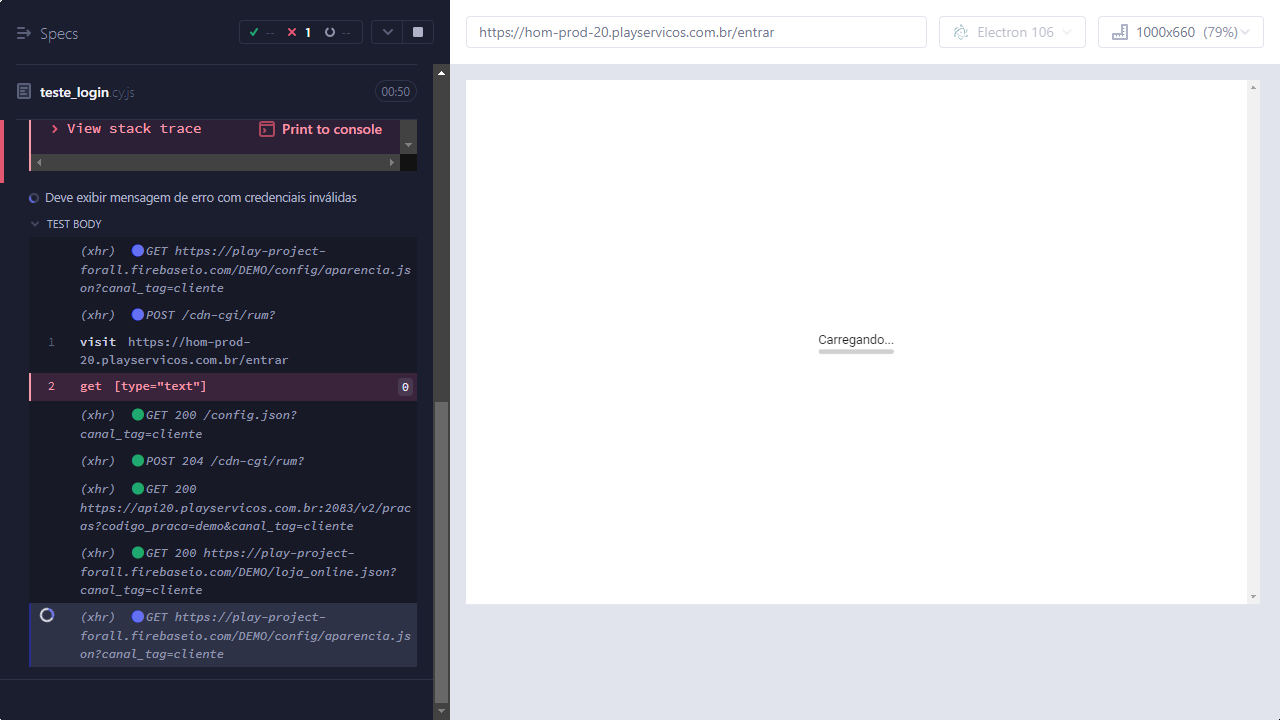 Specs
-- 1 --
teste_login.cy.js
00:50
View stack trace
Print to console
Deve exibir mensagem de erro com credenciais inválidas
TEST BODY
(xhr) GET https://play-project-
forall.firebaseio.com/DEMO/config/aparencia.js
on?canal_tag=cliente
(xhr) POST /cdn-cgi/rum?
1 visit https://hom-prod-
20.playservicos.com.br/entrar
2 get [type="text"] 0
(xhr) GET 200 /config.json?
canal_tag=cliente
(xhr) POST 204 /cdn-cgi/rum?
(xhr) GET 200
https://api20.playservicos.com.br:2083/v2/prac
as?codigo_praca=demo&canal_tag=cliente
(xhr) GET 200 https://play-project-
forall.firebaseio.com/DEMO/loja_online.json?
canal_tag=cliente
(xhr) GET https://play-project-
forall.firebaseio.com/DEMO/config/aparencia.js
on?canal_tag=cliente
https://hom-prod-20.playservicos.com.br/entrar
Electron 106
1000x660 (79%)
Carregando...